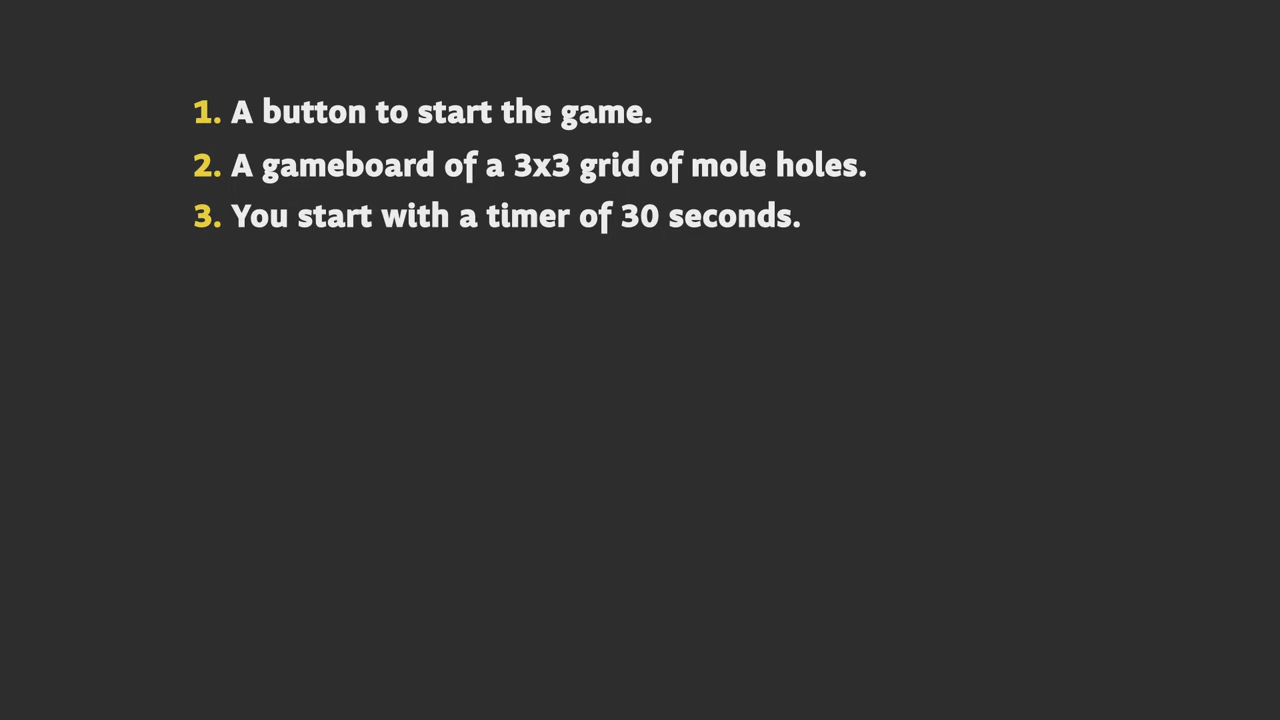 1. A button to start the game.
2. A gameboard of a 3x3 grid of mole holes.
3. You start with a timer of 30 seconds.